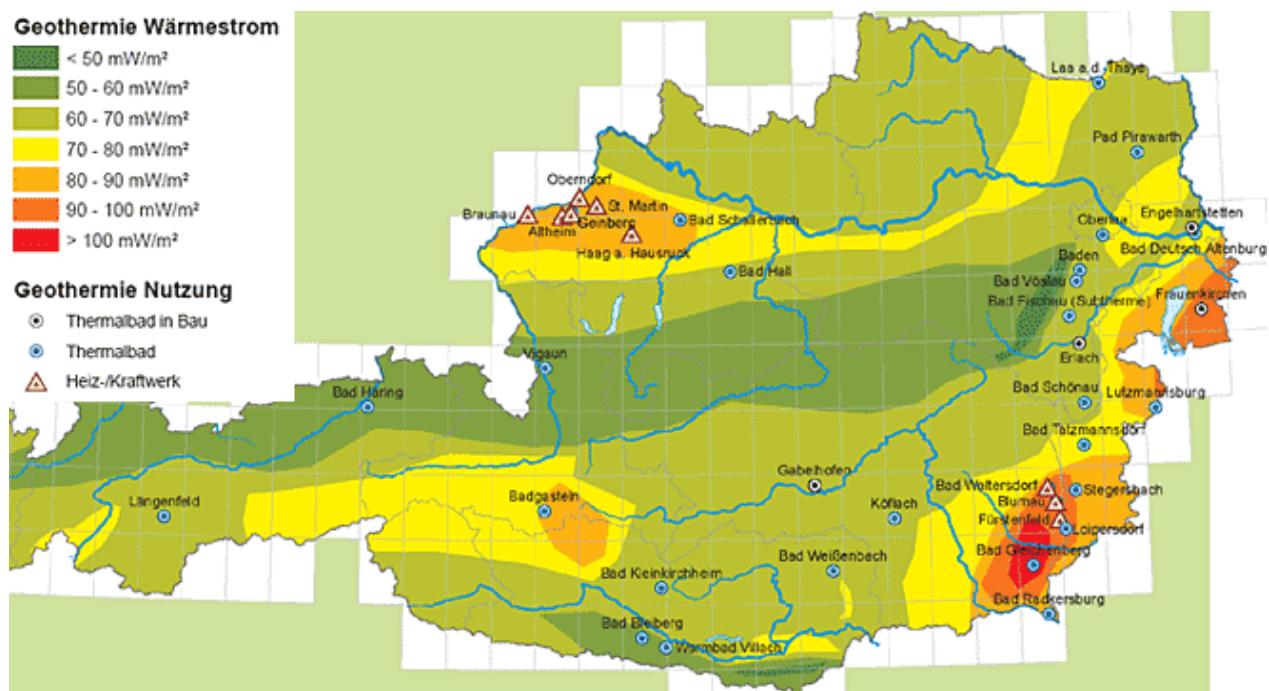 Geothermie Wärmestrom
< 50 mW/m²
50 - 60 mW/m²
60 - 70 mW/m²
70 - 80 mW/m²
80 - 90 mW/m²
90 - 100 mW/m²
> 100 mW/m²
Geothermie Nutzung
Thermalbad in Bau
Thermalbad
Heiz-/Kraftwerk
Laa a.d. Thaya
Pad Pirawarth
Oberndorf
Braunau
St. Martin
Altheim
Geinberg
Haag a. Hausruck
Bad Schallerbach
Bad Hall
Engelhartstetten
Oberlaa
Bad Deutsch Altenburg
Baden
Bad Vöslau
Bad Fischau (Subtherme)
Frauenkirchen
Erlach
Vigaun
Bad Häring
Bad Schönau
Lutzmannsburg
Bad Tatzmannsdorf
Längenfeld
Badgastein
Gabelhofen
Köflach
Bad Waltersdorf
Stegersbach
Blumau
Fürstenfeld
Loipersdorf
Bad Gleichenberg
Bad Weißenbach
Bad Kleinkirchheim
Bad Radkersburg
Bad Bleiberg
Warmbad Villach